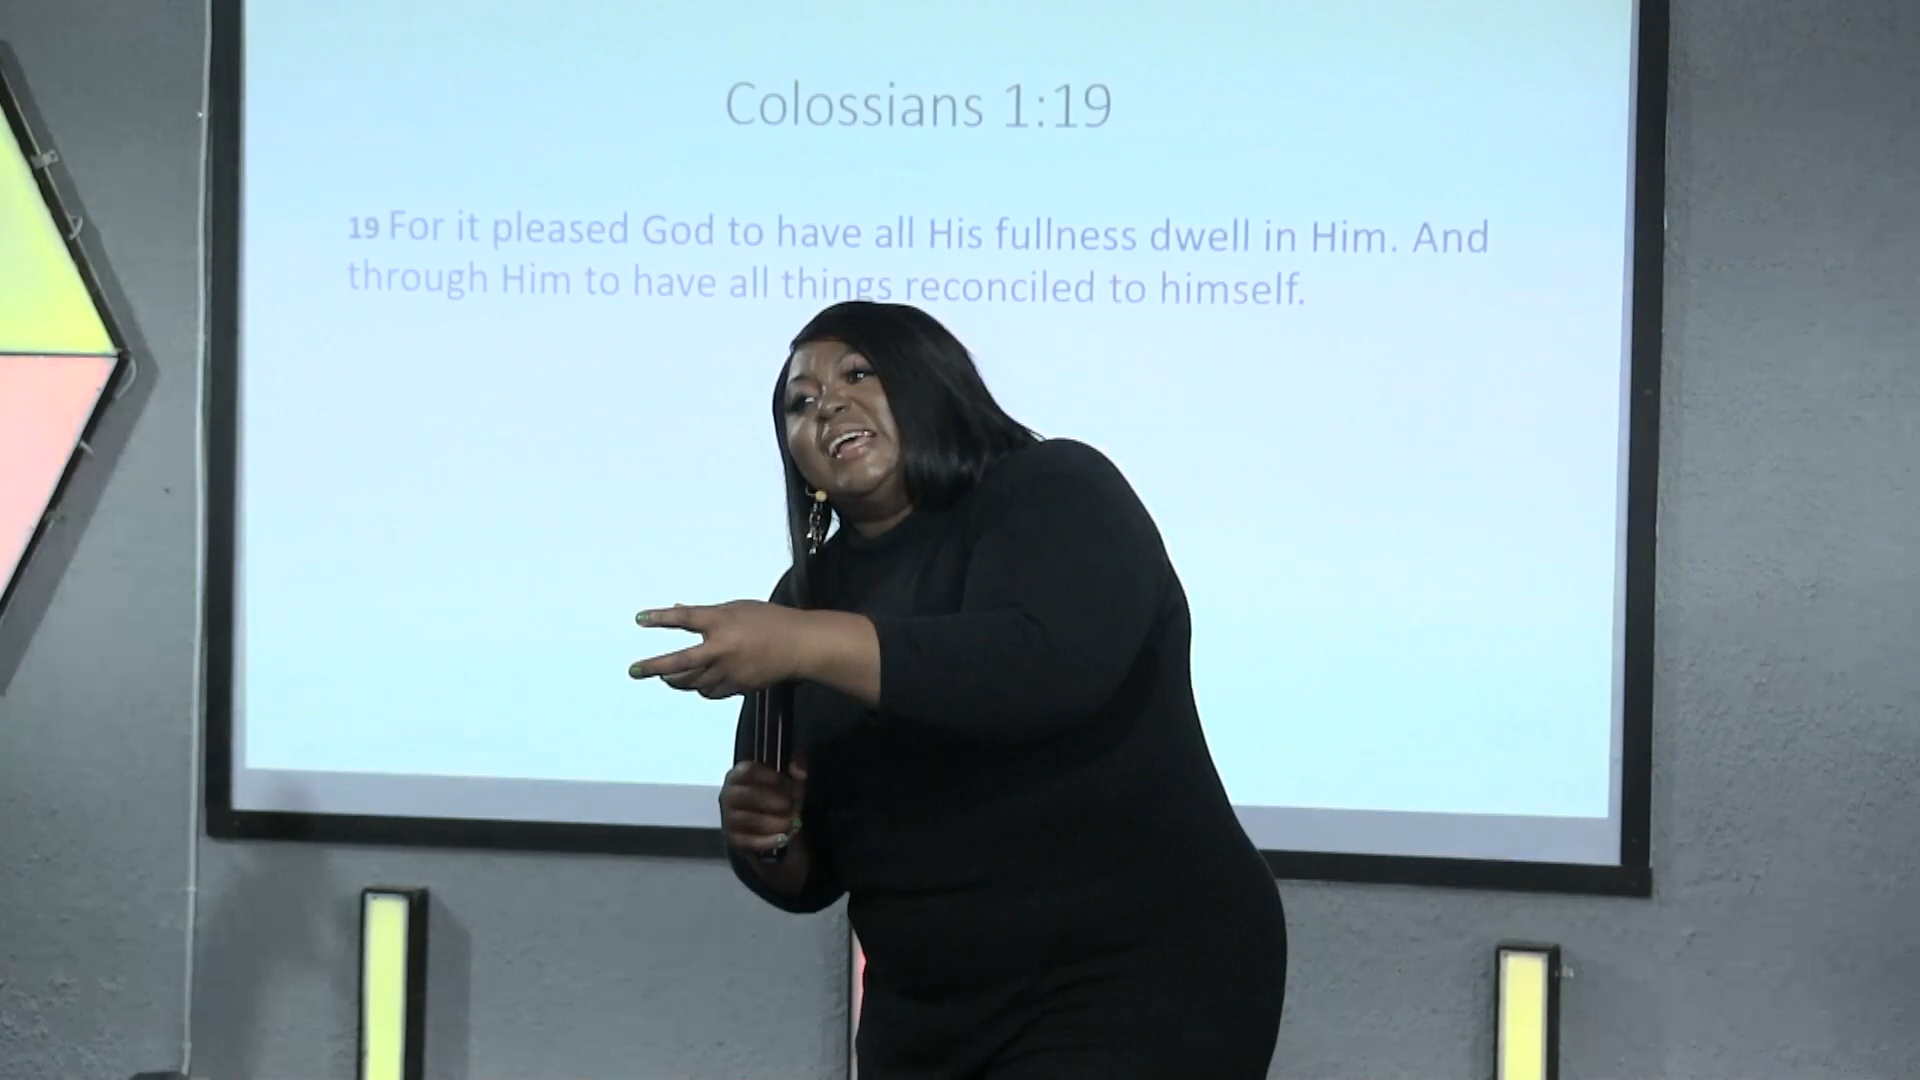 Colossians 1:19
19 For it pleased God to have all His fullness dwell in Him. And
through Him to have all things reconciled to himself.